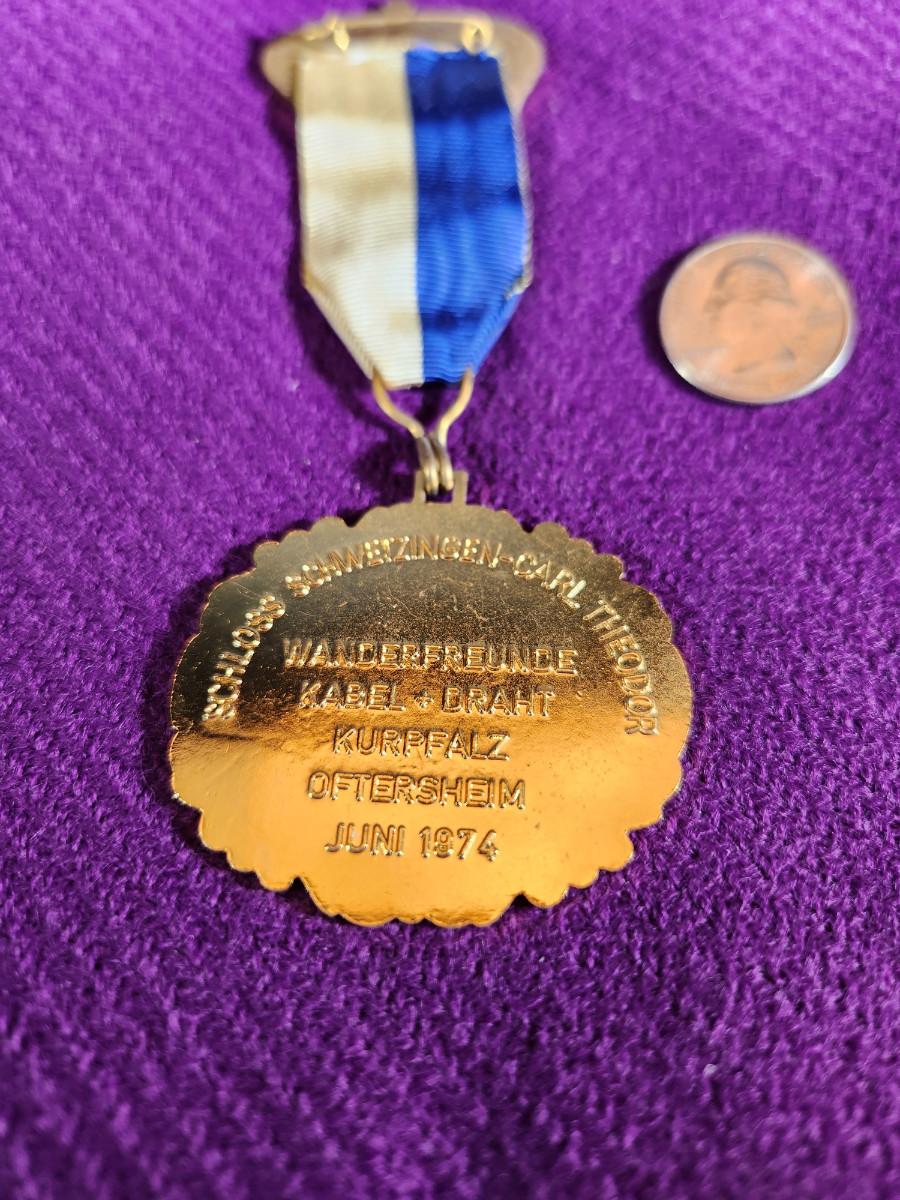 SCHLOSS SCHWETZINGEN-CARL THEODOR
WANDERFREUNDE
KABEL + DRAHT
KURPFALZ
OFTERSHEIM
JUNI 1974